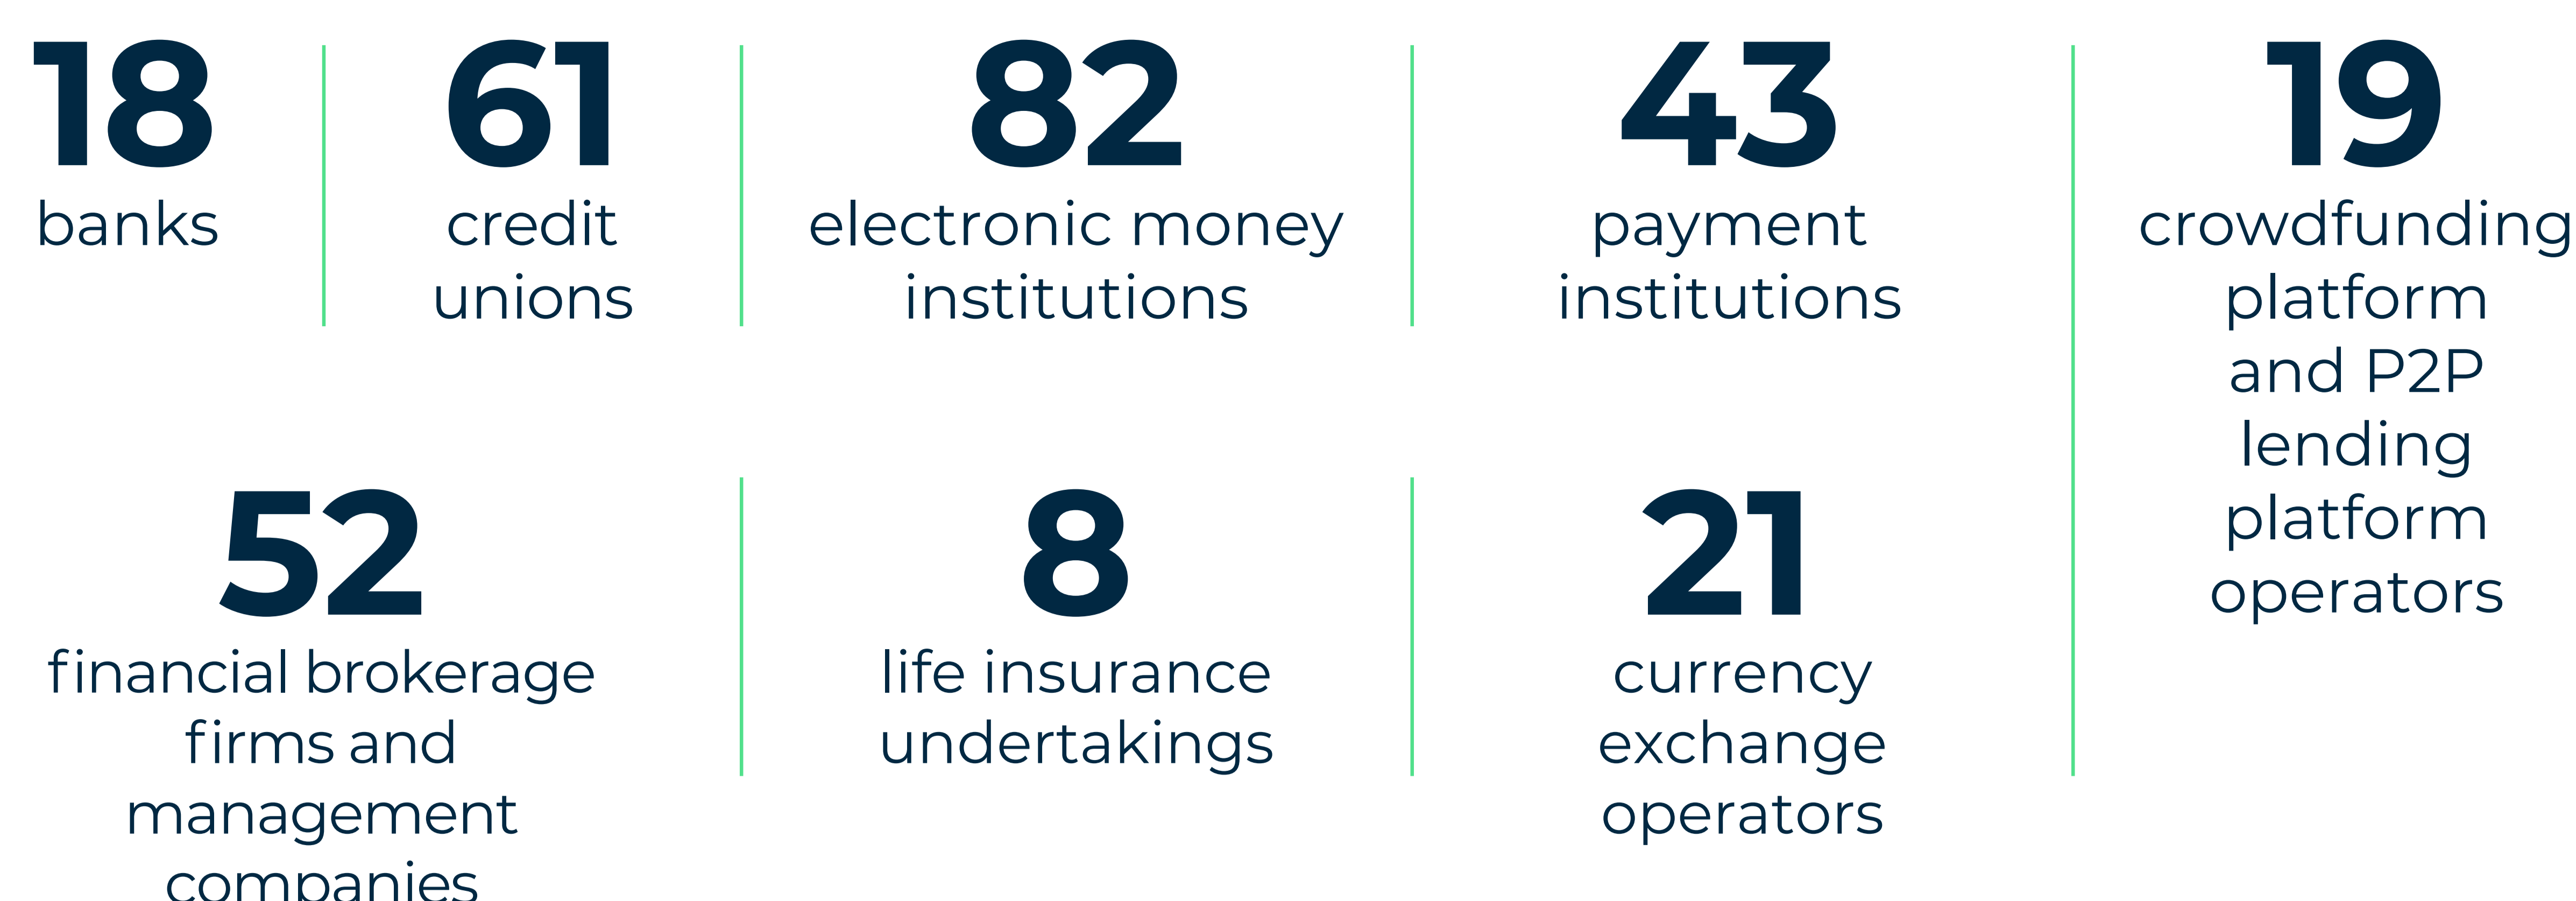 18
banks
61
credit
unions
82
electronic money
institutions
43
payment
institutions
19
crowdfunding
platform
and P2P
lending
platform
operators
52
financial brokerage
firms and
management
companies
8
life insurance
undertakings
21
currency
exchange
operators